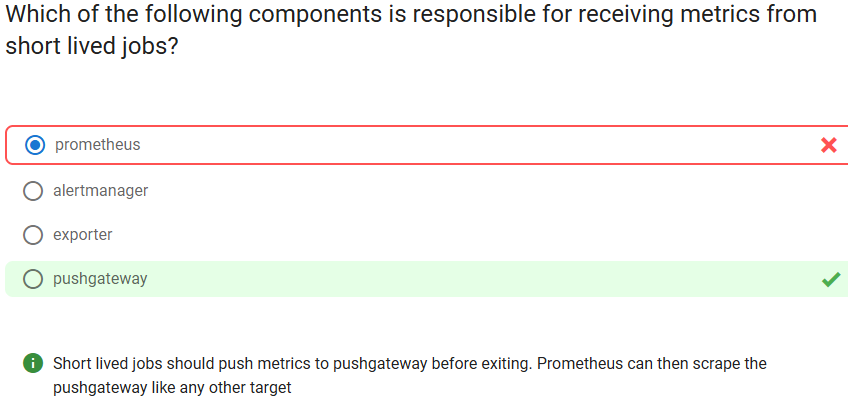 Which of the following components is responsible for receiving metrics from
short lived jobs?
prometheus
alertmanager
exporter
pushgateway
Short lived jobs should push metrics to pushgateway before exiting. Prometheus can then scrape the
pushgateway like any other target